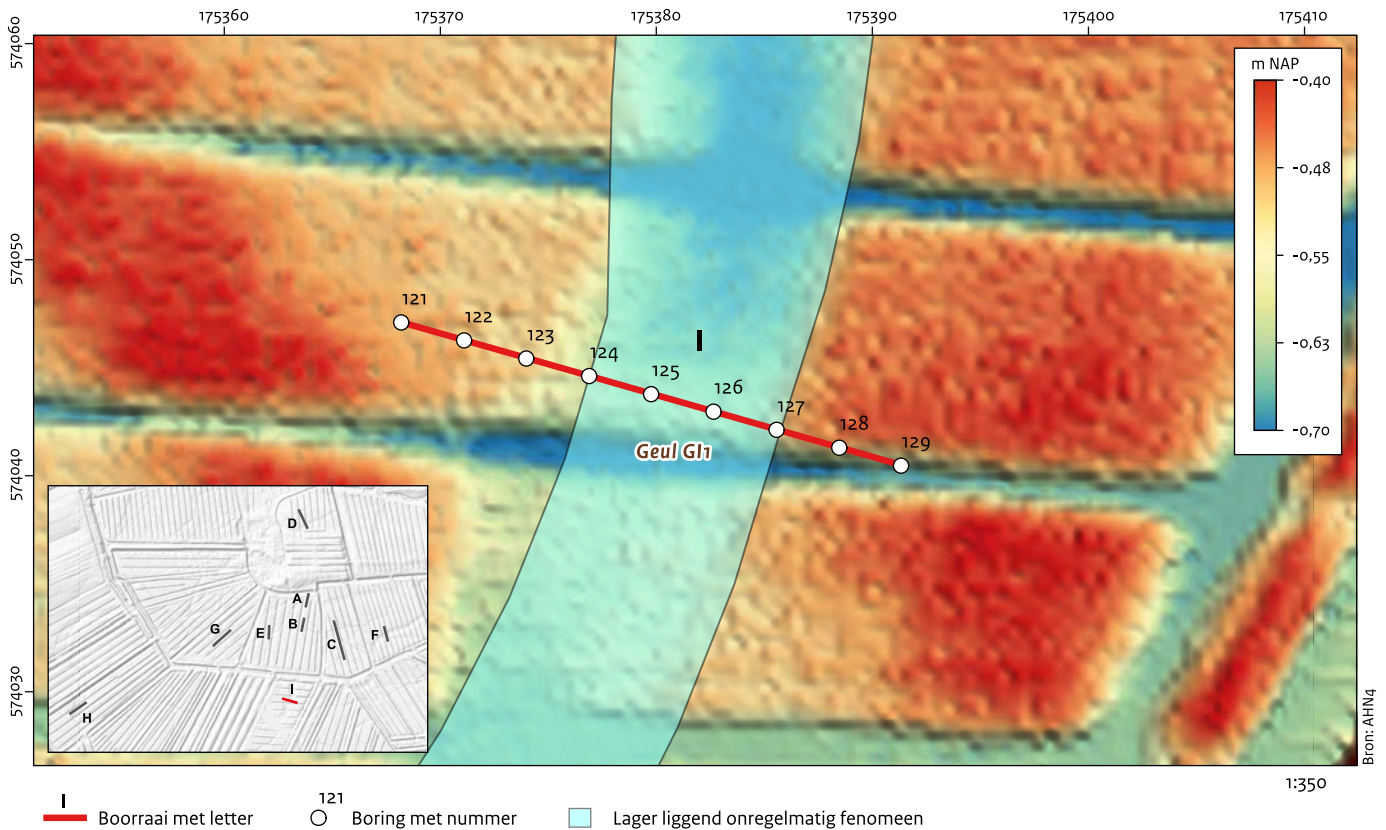 175360 175370 175380 175390 175400 175410
574060
574050
574040
574030
m NAP
-0,40
-0,48
-0,55
-0,63
-0,70
121
122
123
124
125
126
127
128
129
I
Geul GI1
D
A
B
C
E
F
G
H
I
Bron: AHN4
1:350
I
Boorraai met letter
121
Boring met nummer
Lager liggend onregelmatig fenomeen